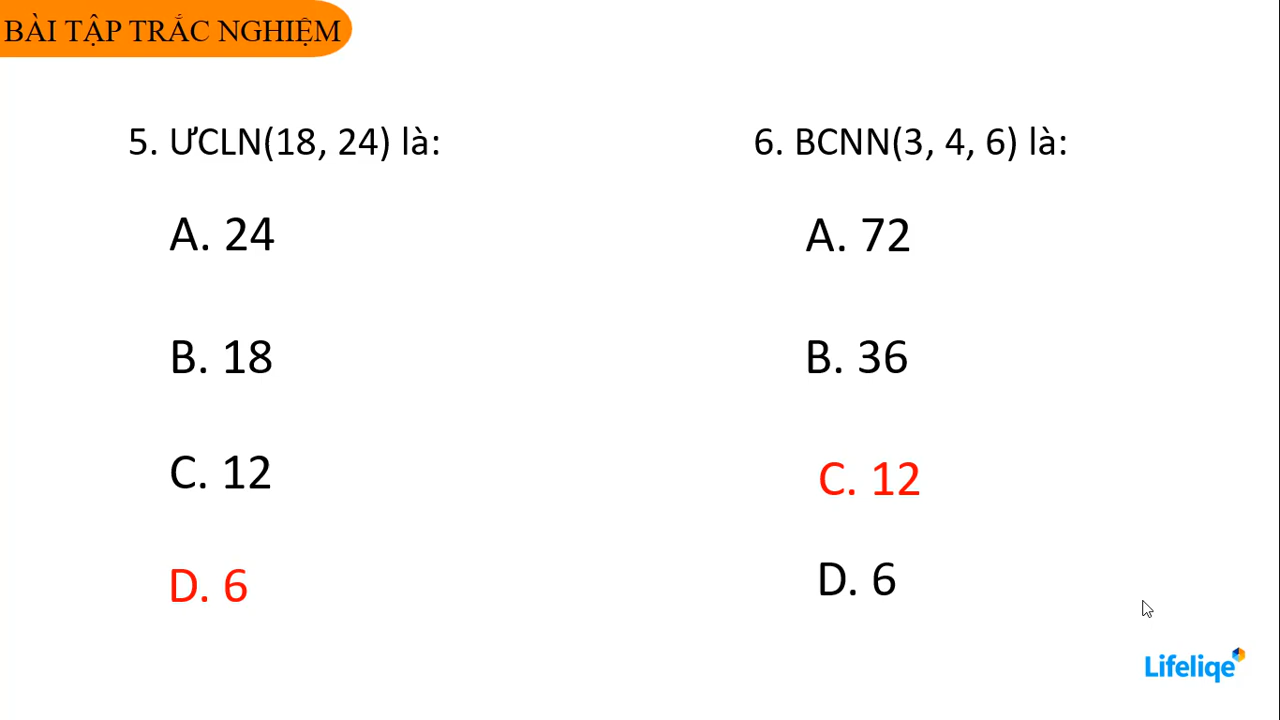 BÀI TẬP TRẮC NGHIỆM
5. ƯCLN(18, 24) là:
A. 24
B. 18
C. 12
D. 6
6. BCNN(3, 4, 6) là:
A. 72
B. 36
C. 12
D. 6
Lifeliqe